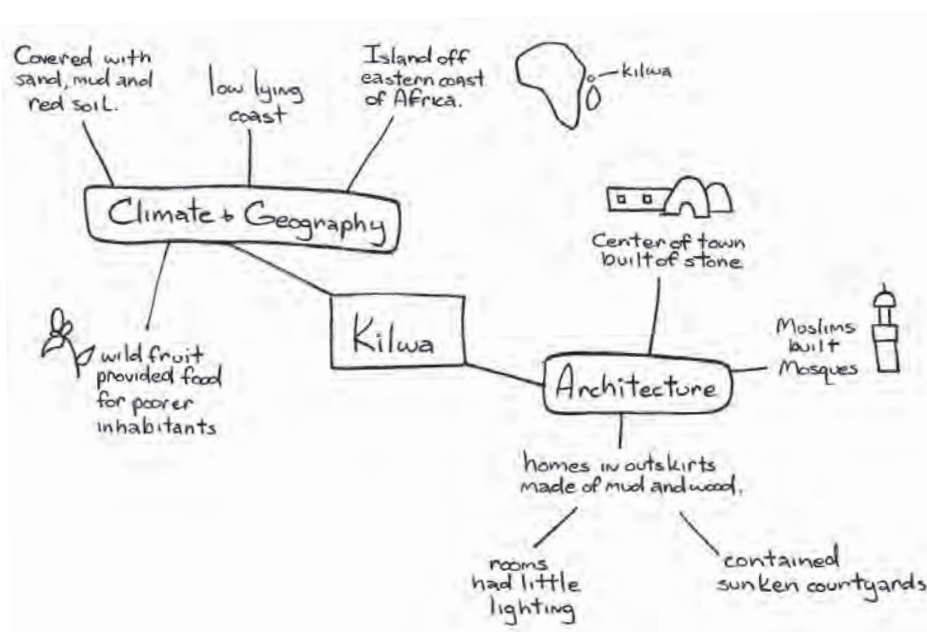 Covered with
sand, mud and
red soil.
low lying
coast
Island off
eastern coast
of Africa.
Kilwa
Climate & Geography
wild fruit
provided food
for poorer
inhabitants
Kilwa
Center of town
built of stone
Architecture
Moslims
built
Mosques
homes in outskirts
made of mud and wood.
rooms
had little
lighting
contained
sunken courtyards